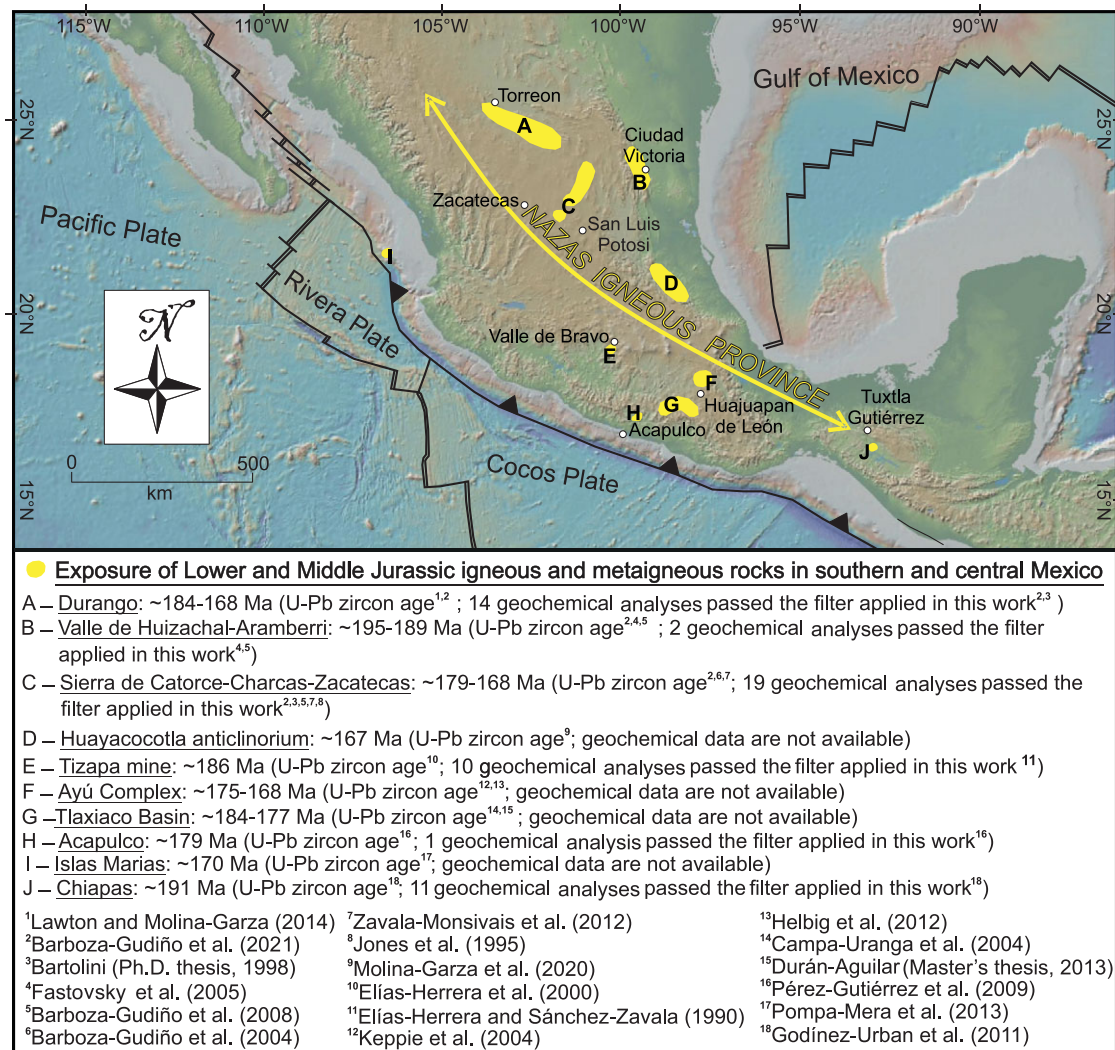 115°W 110°W 105°W 100°W 95°W 90°W
Gulf of Mexico
Torreon
25°N
25°N
A
Ciudad
Victoria
B
Zacatecas
C
San Luis
Potosi
Pacific Plate
NAZAS IGNEOUS PROVINCE
I
D
Rivera Plate
20°N
20°N
N
Valle de Bravo
E
F
Tuxtla
Gutiérrez
G
Huajuapan
de León
H
Acapulco
J
0 500
km
Cocos Plate
15°N
15°N
Exposure of Lower and Middle Jurassic igneous and metaigneous rocks in southern and central Mexico
A – Durango: ~184-168 Ma (U-Pb zircon age¹,² ; 14 geochemical analyses passed the filter applied in this work²,³ )
B – Valle de Huizachal-Aramberri: ~195-189 Ma (U-Pb zircon age²,⁴,⁵ ; 2 geochemical analyses passed the filter
applied in this work⁴,⁵)
C – Sierra de Catorce-Charcas-Zacatecas: ~179-168 Ma (U-Pb zircon age²,⁶,⁷; 19 geochemical analyses passed the
filter applied in this work²,³,⁵,⁷,⁸)
D – Huayacocotla anticlinorium: ~167 Ma (U-Pb zircon age⁹; geochemical data are not available)
E – Tizapa mine: ~186 Ma (U-Pb zircon age¹⁰; 10 geochemical analyses passed the filter applied in this work ¹¹)
F – Ayú Complex: ~175-168 Ma (U-Pb zircon age¹²,¹³; geochemical data are not available)
G –Tlaxiaco Basin: ~184-177 Ma (U-Pb zircon age¹⁴,¹⁵ ; geochemical data are not available)
H – Acapulco: ~179 Ma (U-Pb zircon age¹⁶; 1 geochemical analysis passed the filter applied in this work¹⁶)
I – Islas Marias: ~170 Ma (U-Pb zircon age¹⁷; geochemical data are not available)
J – Chiapas: ~191 Ma (U-Pb zircon age¹⁸; 11 geochemical analyses passed the filter applied in this work¹⁸)
¹Lawton and Molina-Garza (2014)
²Barboza-Gudiño et al. (2021)
³Bartolini (Ph.D. thesis, 1998)
⁴Fastovsky et al. (2005)
⁵Barboza-Gudiño et al. (2008)
⁶Barboza-Gudiño et al. (2004)
⁷Zavala-Monsivais et al. (2012)
⁸Jones et al. (1995)
⁹Molina-Garza et al. (2020)
¹⁰Elías-Herrera et al. (2000)
¹¹Elías-Herrera and Sánchez-Zavala (1990)
¹²Keppie et al. (2004)
¹³Helbig et al. (2012)
¹⁴Campa-Uranga et al. (2004)
¹⁵Durán-Aguilar (Master's thesis, 2013)
¹⁶Pérez-Gutiérrez et al. (2009)
¹⁷Pompa-Mera et al. (2013)
¹⁸Godínez-Urban et al. (2011)